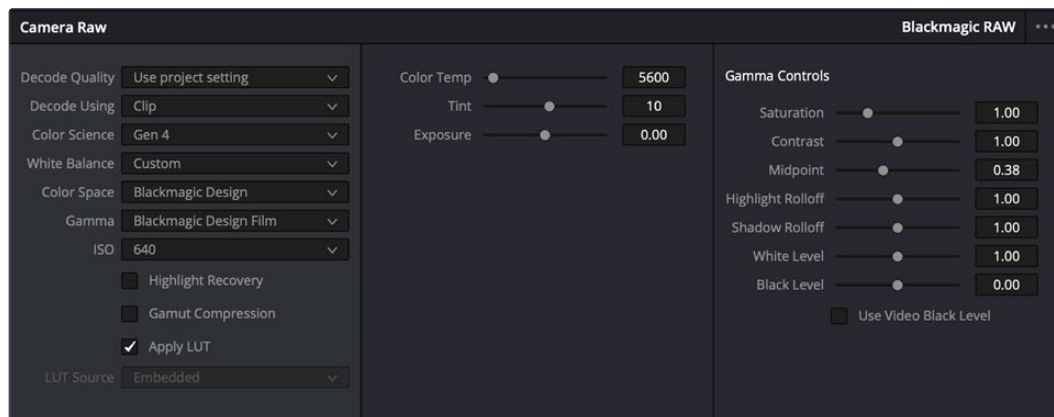 Camera Raw
Blackmagic RAW
Decode Quality Use project setting
Decode Using Clip
Color Science Gen 4
White Balance Custom
Color Space Blackmagic Design
Gamma Blackmagic Design Film
ISO 640
Highlight Recovery
Gamut Compression
Apply LUT
LUT Source Embedded
Color Temp 5600
Tint 10
Exposure 0.00
Gamma Controls
Saturation 1.00
Contrast 1.00
Midpoint 0.38
Highlight Rolloff 1.00
Shadow Rolloff 1.00
White Level 1.00
Black Level 0.00
Use Video Black Level